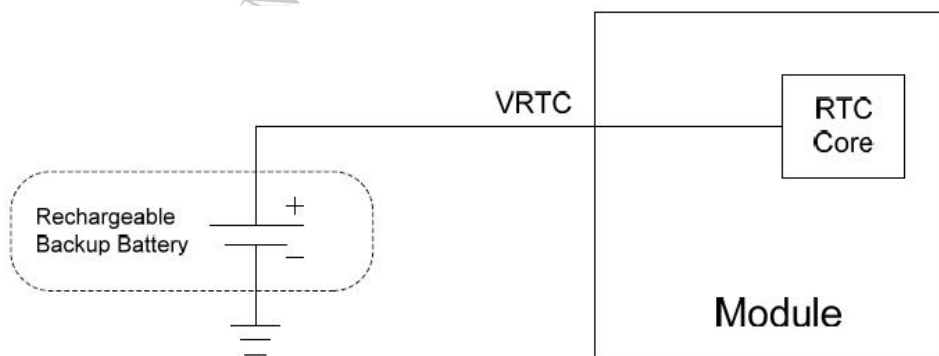 VRTC
RTC
Core
Rechargeable
Backup Battery
+
−
Module